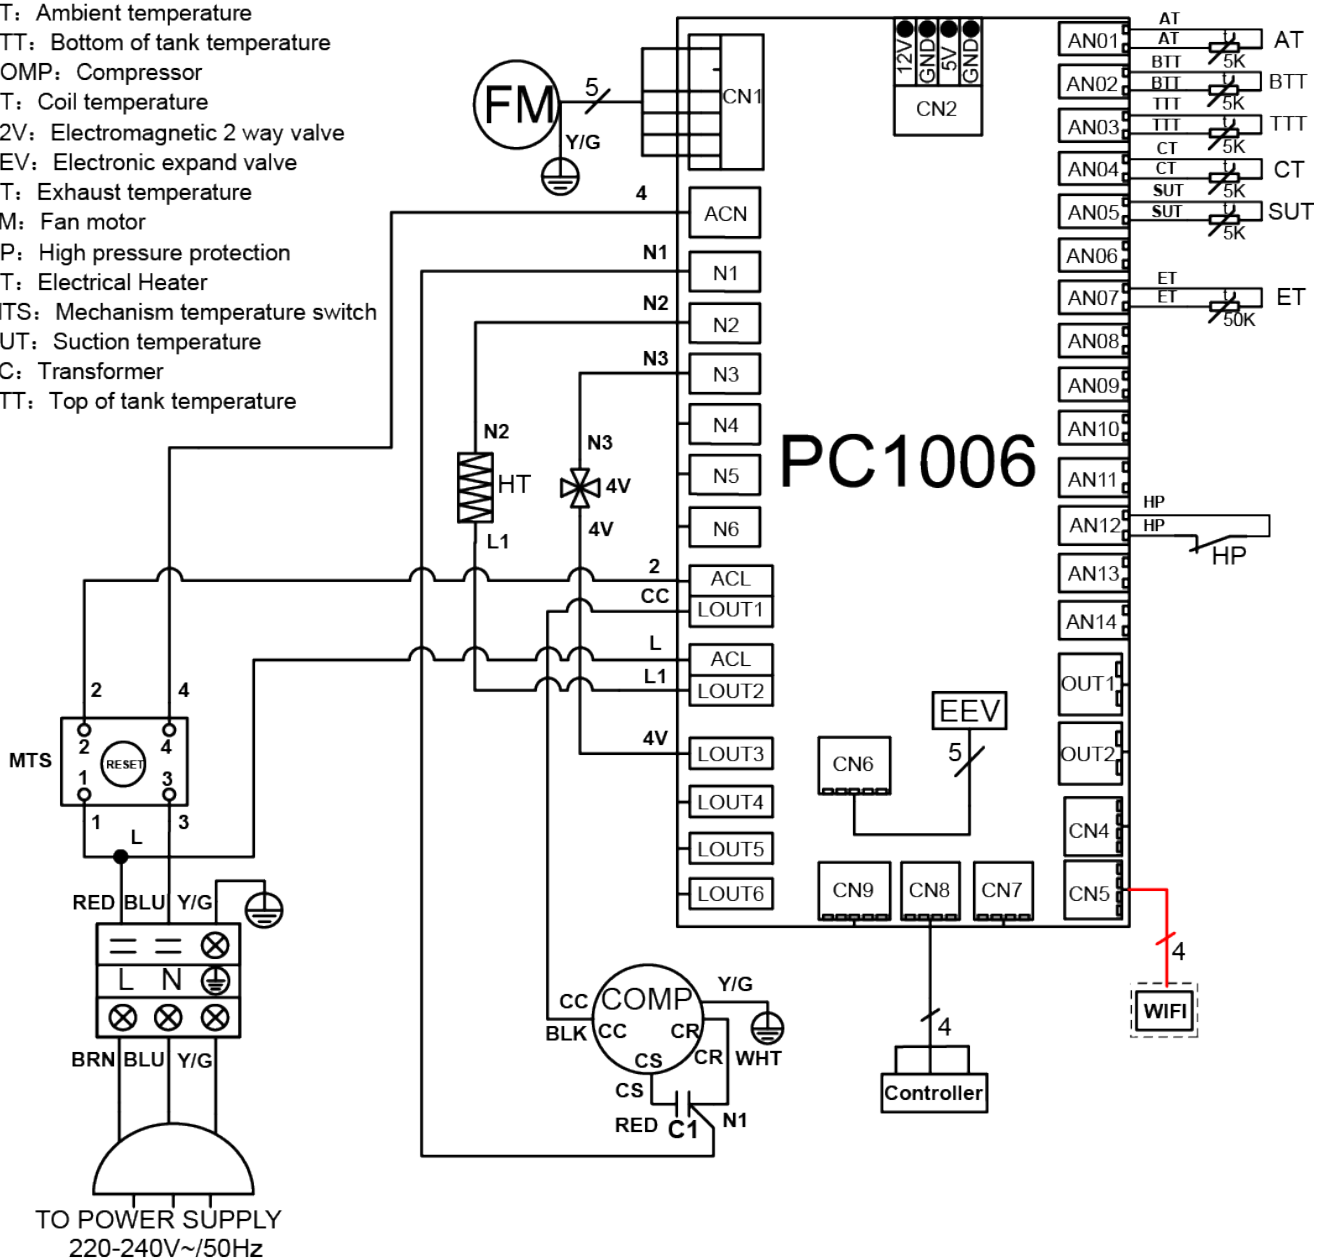 T：Ambient temperature
TT：Bottom of tank temperature
OMP：Compressor
T：Coil temperature
2V：Electromagnetic 2 way valve
EV：Electronic expand valve
T：Exhaust temperature
M：Fan motor
P：High pressure protection
T：Electrical Heater
ITS：Mechanism temperature switch
UT：Suction temperature
C：Transformer
TT：Top of tank temperature
FM
5
Y/G
CN1
12V
GND
5V
GND
CN2
4
ACN
N1
N1
N2
N2
N3
N3
N4
N5
N6
N2
HT
L1
N3
4V
4V
2
ACL
CC
LOUT1
L
ACL
L1
LOUT2
4V
LOUT3
LOUT4
LOUT5
LOUT6
PC1006
AN01
AT
AT
t
5K
AT
AN02
BTT
BTT
t
5K
BTT
AN03
TTT
TTT
t
5K
TTT
AN04
CT
CT
t
5K
CT
AN05
SUT
SUT
t
5K
SUT
AN06
AN07
ET
ET
t
50K
ET
AN08
AN09
AN10
AN11
AN12
HP
HP
HP
AN13
AN14
OUT1
OUT2
CN4
CN5
4
WIFI
EEV
5
CN6
CN9
CN8
CN7
4
Controller
2
4
MTS
2
4
RESET
1
3
1
3
L
RED
BLU
Y/G
L
N
BRN
BLU
Y/G
TO POWER SUPPLY
220-240V~/50Hz
COMP
Y/G
CC
BLK
CC
CR
CS
CR
WHT
CS
RED
C1
N1